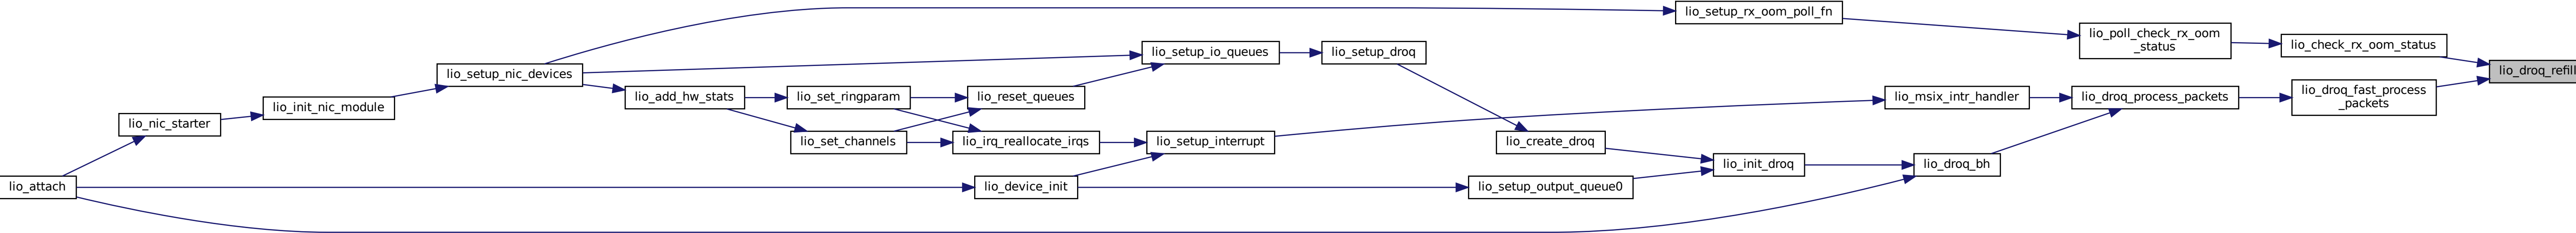 lio_setup_rx_oom_poll_fn
lio_poll_check_rx_oom
_status
lio_check_rx_oom_status
lio_setup_io_queues
lio_setup_droq
lio_droq_refill
lio_setup_nic_devices
lio_add_hw_stats
lio_set_ringparam
lio_reset_queues
lio_msix_intr_handler
lio_droq_process_packets
lio_droq_fast_process
_packets
lio_init_nic_module
lio_nic_starter
lio_set_channels
lio_irq_reallocate_irqs
lio_setup_interrupt
lio_create_droq
lio_init_droq
lio_droq_bh
lio_attach
lio_device_init
lio_setup_output_queue0